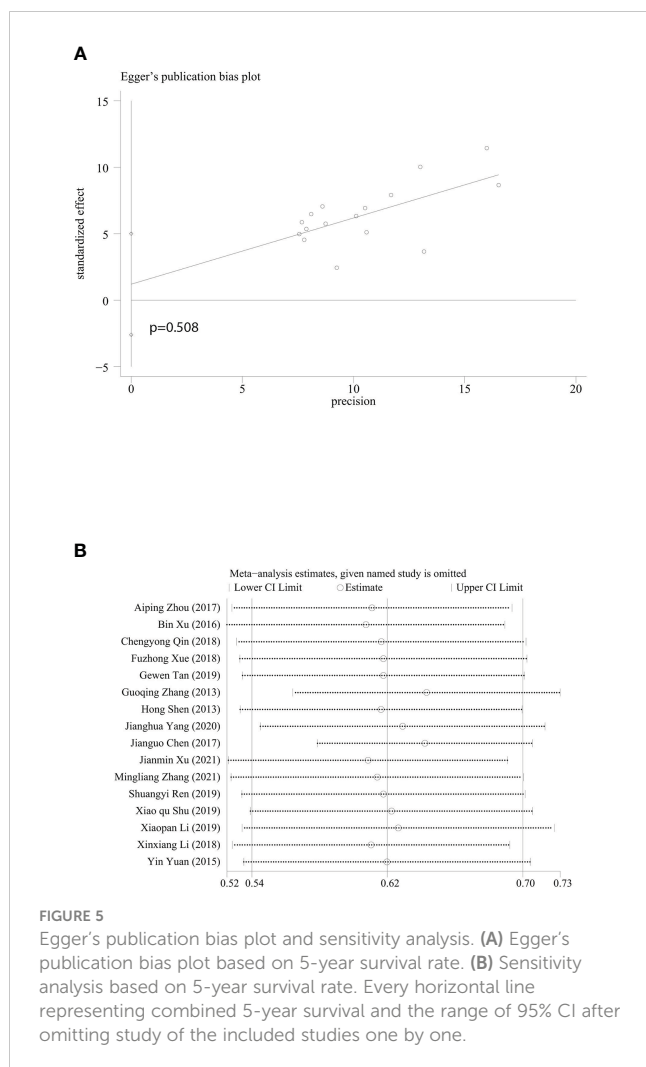 A
Egger's publication bias plot
15
10
5
0
−5
standardized effect
p=0.508
0 5 10 15 20
precision
B
Meta−analysis estimates, given named study is omitted
Lower CI Limit Estimate Upper CI Limit
Aiping Zhou (2017)
Bin Xu (2016)
Chengyong Qin (2018)
Fuzhong Xue (2018)
Gewen Tan (2019)
Guoqing Zhang (2013)
Hong Shen (2013)
Jianghua Yang (2020)
Jianguo Chen (2017)
Jianmin Xu (2021)
Mingliang Zhang (2021)
Shuangyi Ren (2019)
Xiao qu Shu (2019)
Xiaopan Li (2019)
Xinxiang Li (2018)
Yin Yuan (2015)
0.52 0.54 0.62 0.70 0.73
FIGURE 5
Egger's publication bias plot and sensitivity analysis. (A) Egger's
publication bias plot based on 5-year survival rate. (B) Sensitivity
analysis based on 5-year survival rate. Every horizontal line
representing combined 5-year survival and the range of 95% CI after
omitting study of the included studies one by one.